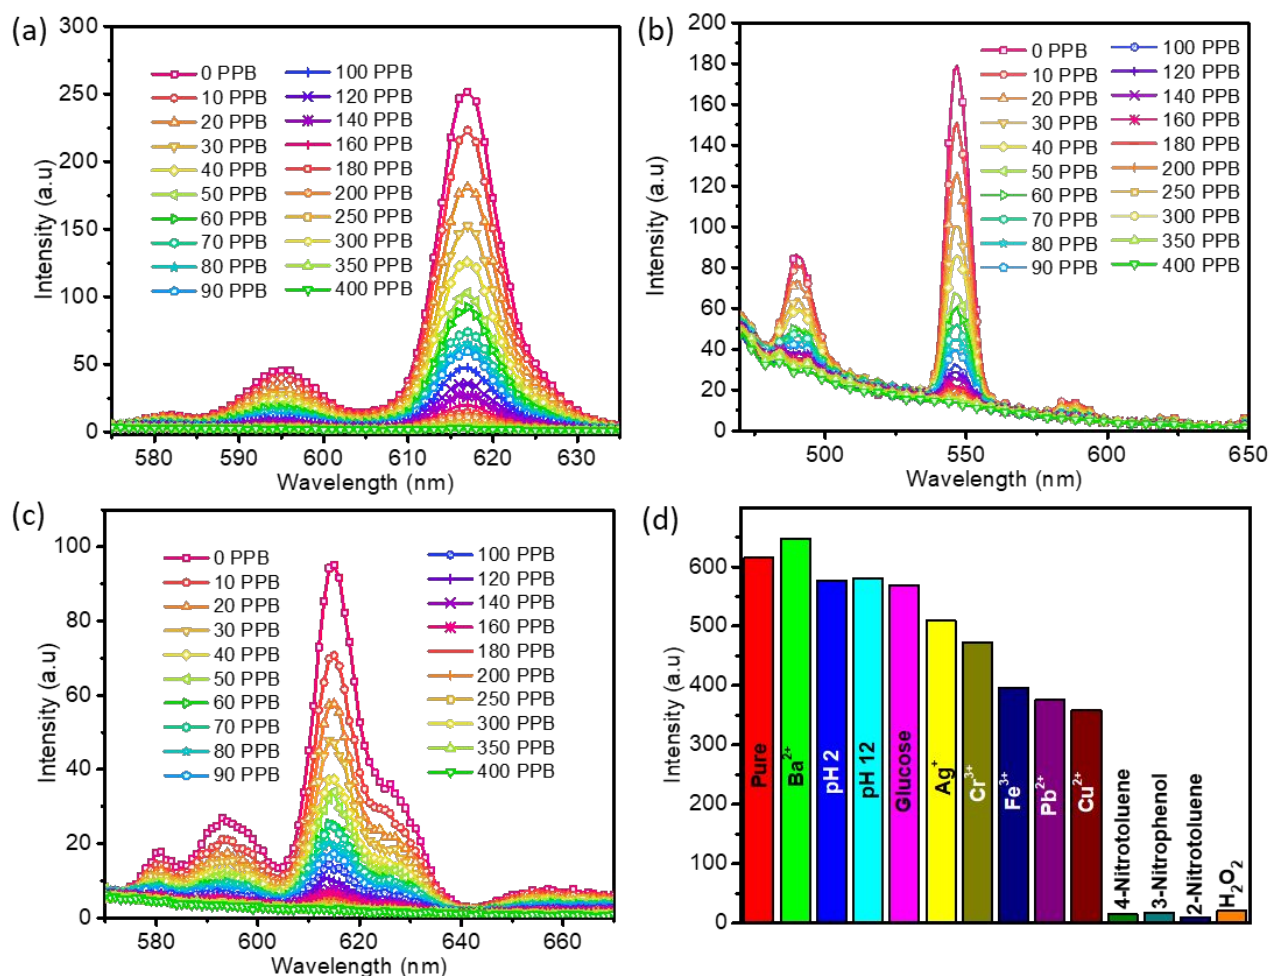 (a)
300
250
200
150
100
50
0
Intensity (a.u)
0 PPB
10 PPB
20 PPB
30 PPB
40 PPB
50 PPB
60 PPB
70 PPB
80 PPB
90 PPB
100 PPB
120 PPB
140 PPB
160 PPB
180 PPB
200 PPB
250 PPB
300 PPB
350 PPB
400 PPB
580 590 600 610 620 630
Wavelength (nm)
(b)
200
180
160
140
120
100
80
60
40
20
0
Intensity (a.u)
0 PPB
10 PPB
20 PPB
30 PPB
40 PPB
50 PPB
60 PPB
70 PPB
80 PPB
90 PPB
100 PPB
120 PPB
140 PPB
160 PPB
180 PPB
200 PPB
250 PPB
300 PPB
350 PPB
400 PPB
500 550 600 650
Wavelength (nm)
(c)
100
80
60
40
20
0
Intensity (a.u)
0 PPB
10 PPB
20 PPB
30 PPB
40 PPB
50 PPB
60 PPB
70 PPB
80 PPB
90 PPB
100 PPB
120 PPB
140 PPB
160 PPB
180 PPB
200 PPB
250 PPB
300 PPB
350 PPB
400 PPB
580 600 620 640 660
Wavelength (nm)
(d)
600
500
400
300
200
100
0
Intensity (a.u)
Pure
Ba²⁺
pH 2
pH 12
Glucose
Ag⁺
Cr³⁺
Fe³⁺
Pb²⁺
Cu²⁺
4-Nitrotoluene
3-Nitrophenol
2-Nitrotoluene
H₂O₂